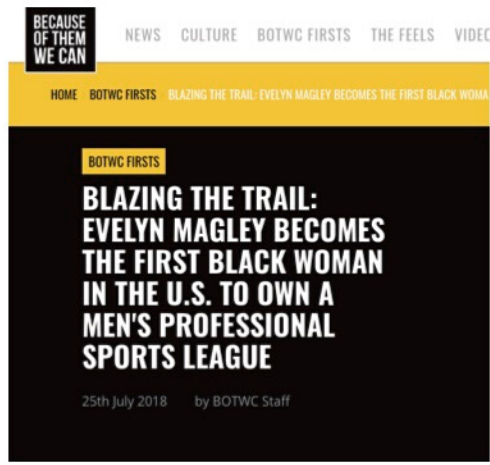 BECAUSE
OF THEM
WE CAN
NEWS CULTURE BOTWC FIRSTS THE FEELS VIDEC
HOME BOTWC FIRSTS BLAZING THE TRAIL: EVELYN MAGLEY BECOMES THE FIRST BLACK WOMA
BOTWC FIRSTS
BLAZING THE TRAIL:
EVELYN MAGLEY BECOMES
THE FIRST BLACK WOMAN
IN THE U.S. TO OWN A
MEN'S PROFESSIONAL
SPORTS LEAGUE
25th July 2018 by BOTWC Staff